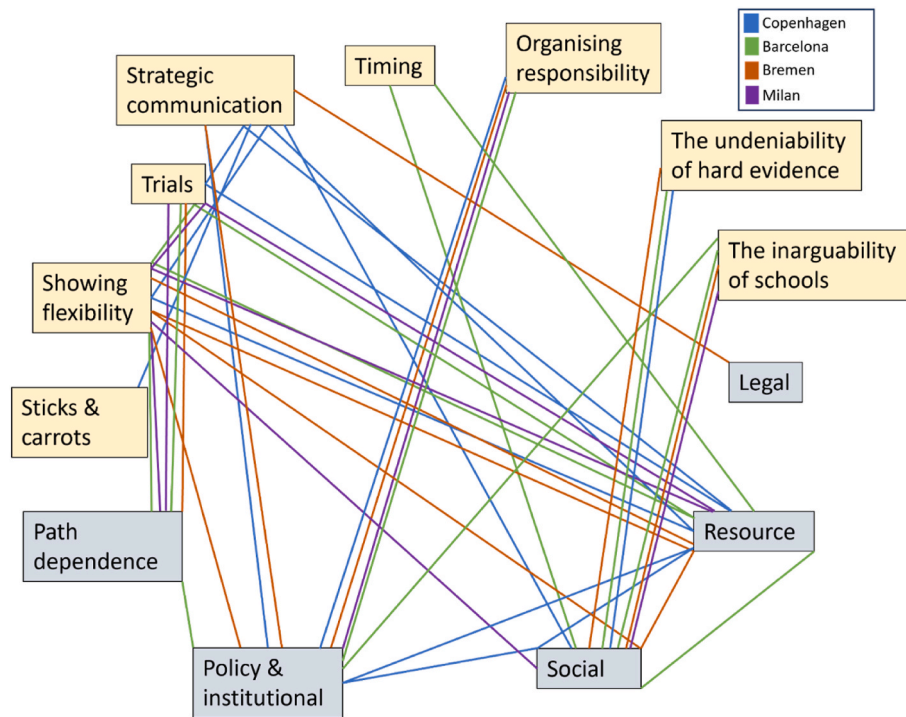 Copenhagen
Barcelona
Bremen
Milan
Organising
responsibility
Timing
Strategic
communication
The undeniability
of hard evidence
Trials
The inarguability
of schools
Showing
flexibility
Legal
Sticks &
carrots
Path
dependence
Resource
Policy &
institutional
Social